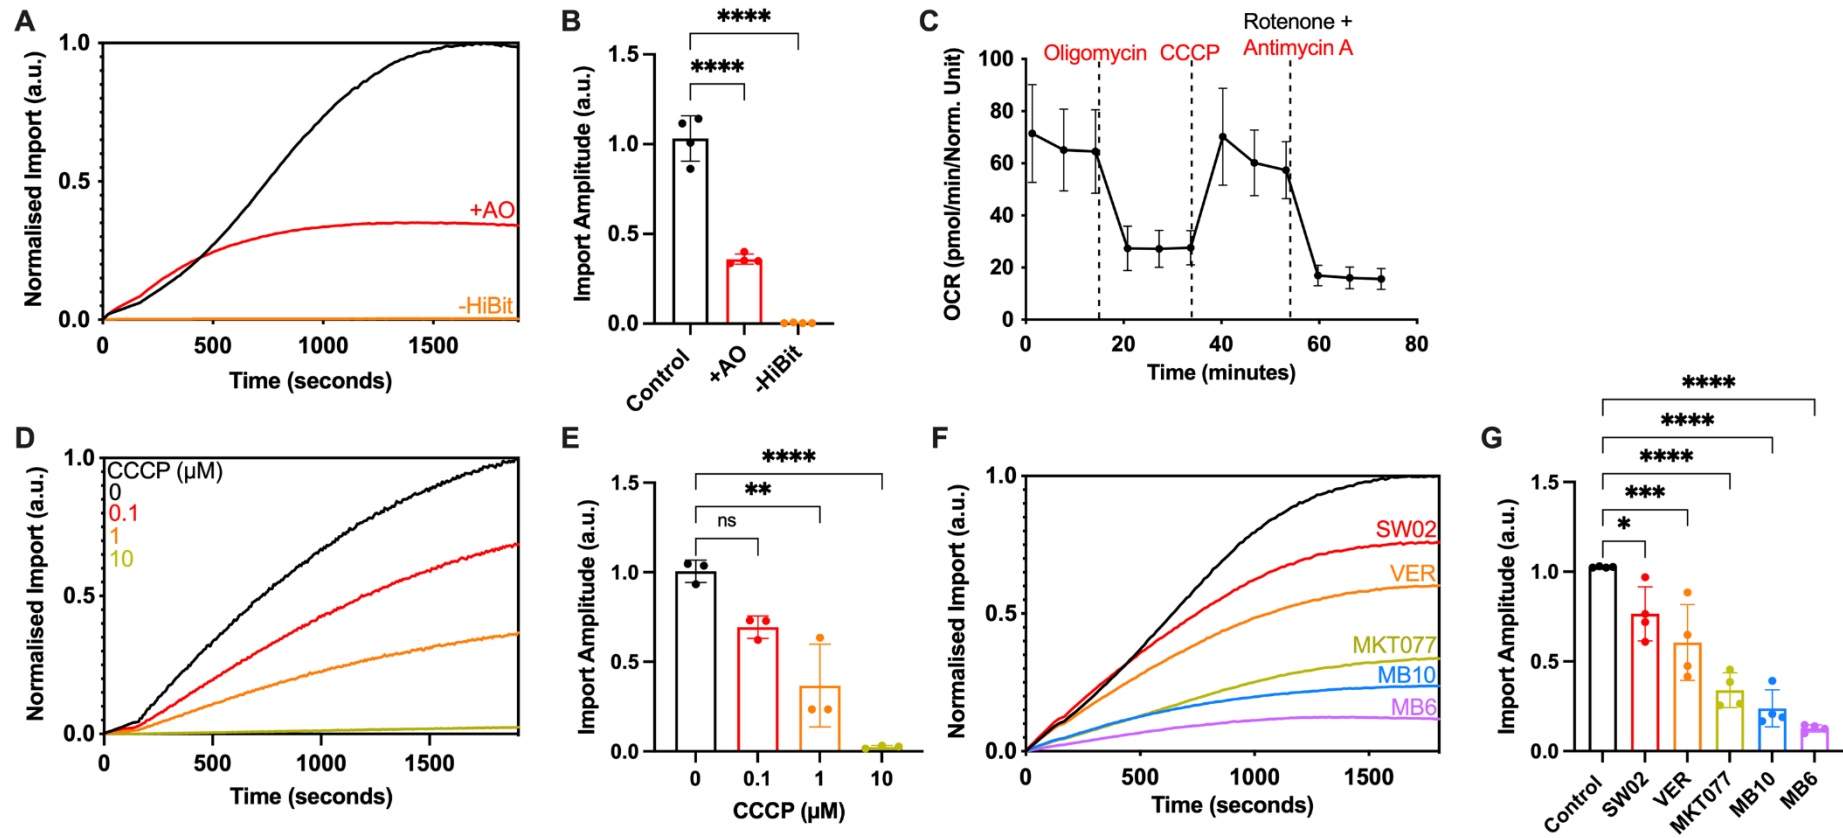 A
Normalised Import (a.u.)
1.0
0.5
0.0
+AO
-HiBit
0
500
1000
1500
Time (seconds)
B
Import Amplitude (a.u.)
****
****
1.5
1.0
0.5
0.0
Control
+AO
-HiBit
C
OCR (pmol/min/Norm. Unit)
Rotenone +
Oligomycin
CCCP
Antimycin A
100
80
60
40
20
0
0
20
40
60
80
Time (minutes)
D
Normalised Import (a.u.)
1.0
0.5
0.0
CCCP (µM)
0
0.1
1
10
0
500
1000
1500
Time (seconds)
E
Import Amplitude (a.u.)
****
**
ns
1.5
1.0
0.5
0.0
0
0.1
1
10
CCCP (µM)
F
Normalised Import (a.u.)
1.0
0.5
0.0
SW02
VER
MKT077
MB10
MB6
0
500
1000
1500
Time (seconds)
G
Import Amplitude (a.u.)
****
****
****
***
*
1.5
1.0
0.5
0.0
Control
SW02
VER
MKT077
MB10
MB6